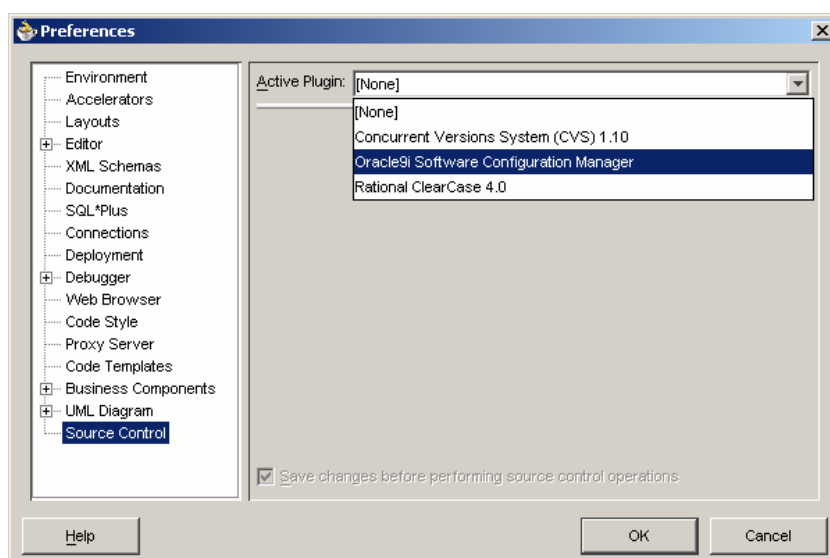 Preferences
Environment
Accelerators
Layouts
Editor
XML Schemas
Documentation
SQL*Plus
Connections
Deployment
Debugger
Web Browser
Code Style
Proxy Server
Code Templates
Business Components
UML Diagram
Source Control
Active Plugin: [None]
[None]
Concurrent Versions System (CVS) 1.10
Oracle9i Software Configuration Manager
Rational ClearCase 4.0
Save changes before performing source control operations
Help
OK
Cancel